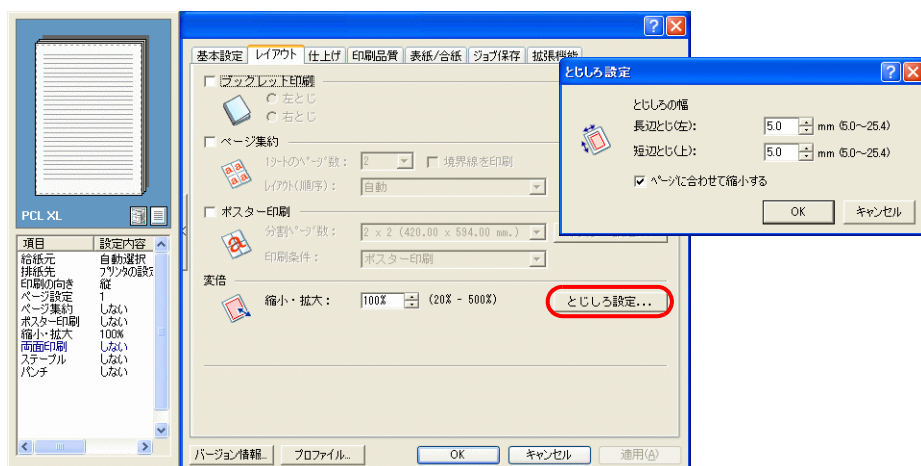 PCL XL
項目 設定内容
給紙元 自動選択
排紙先 プリンタの設定
印刷の向き 縦
ページ設定 1
ページ集約 しない
ポスター印刷 しない
縮小・拡大 100%
両面印刷 しない
ステープル しない
パンチ しない
基本設定 レイアウト 仕上げ 印刷品質 表紙/合紙 ジョブ保存 拡張機能
ブックレット印刷
左とじ
右とじ
ページ集約
1シートのページ数: 2 境界線を印刷
レイアウト(順序): 自動
ポスター印刷
分割ページ数: 2 x 2 (420.00 x 594.00 mm.)
印刷条件: ポスター印刷
変倍
縮小・拡大: 100% (20% - 500%) とじしろ設定...
バージョン情報... プロファイル... OK キャンセル 適用(A)
とじしろ設定
とじしろの幅
長辺とじ(左): 5.0 mm (5.0～25.4)
短辺とじ(上): 5.0 mm (5.0～25.4)
ページに合わせて縮小する
OK キャンセル